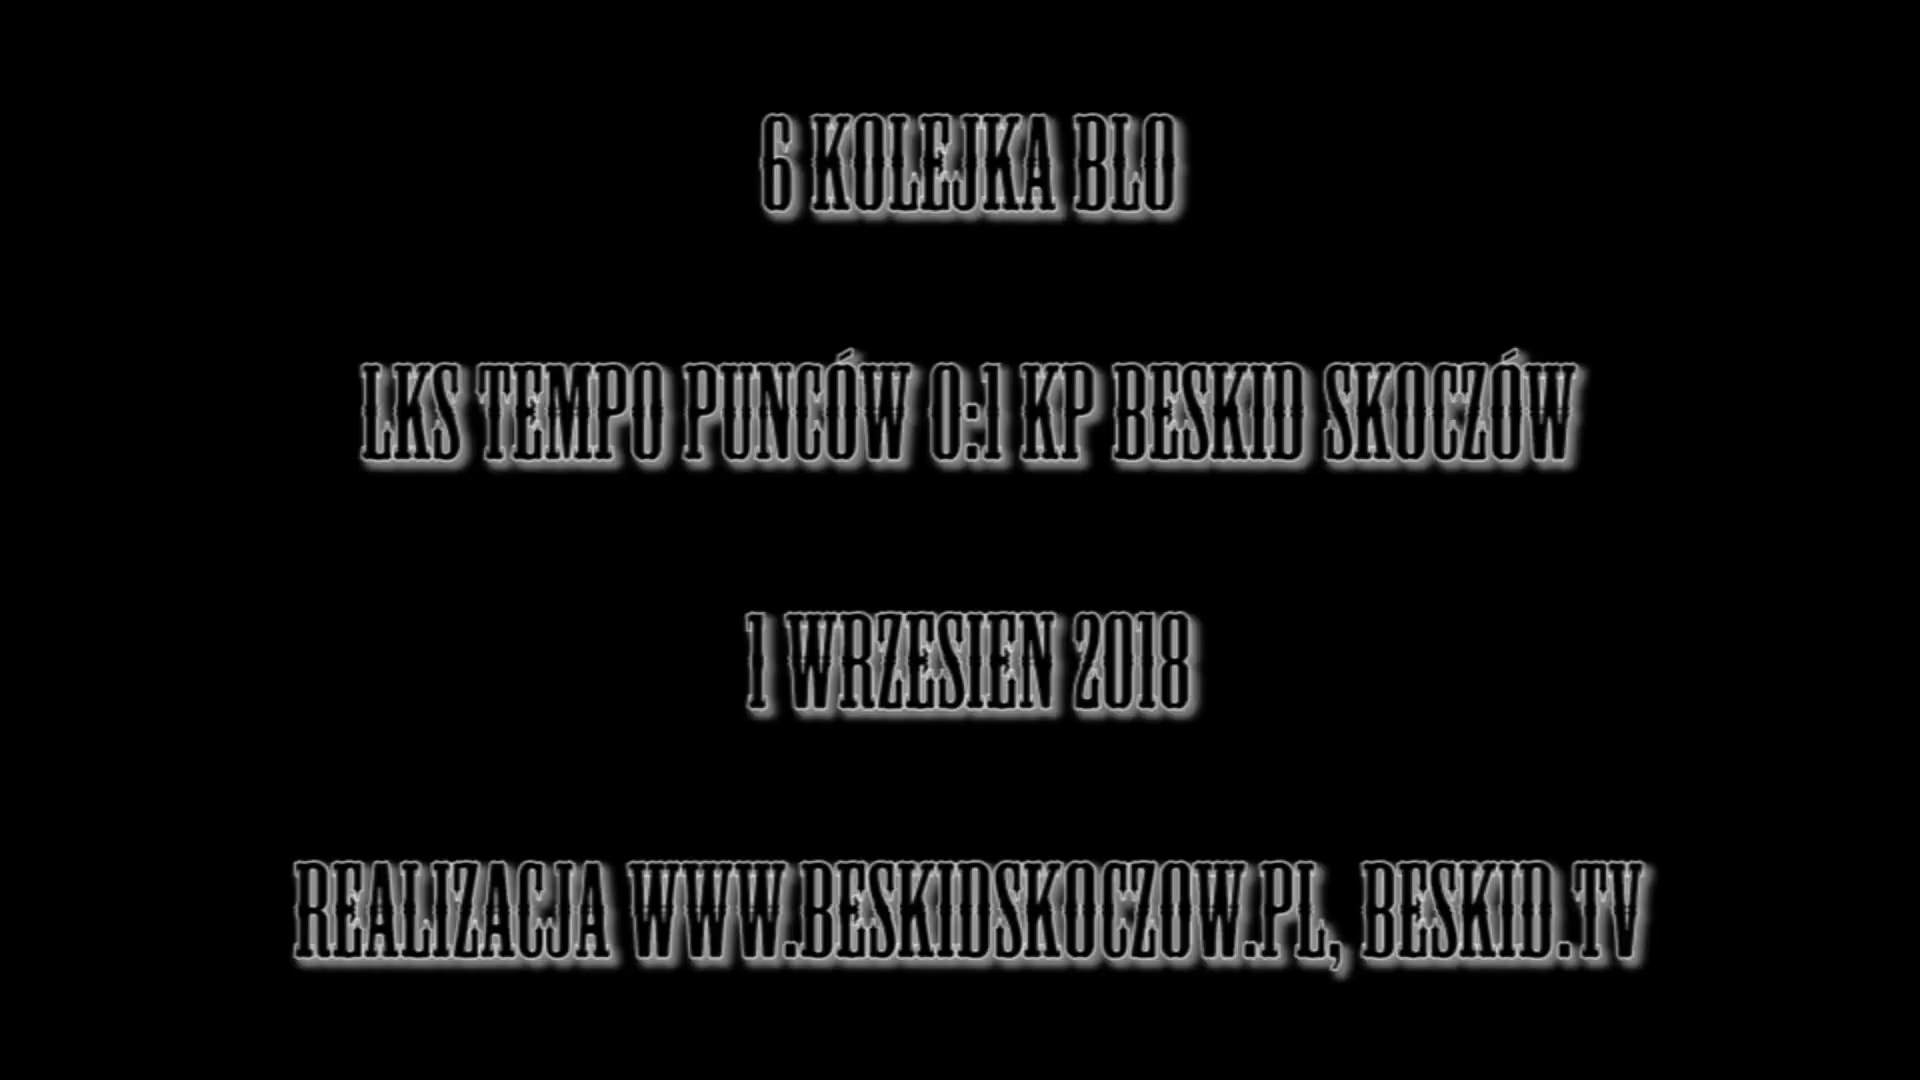 6 KOLEJKA BLO
LKS TEMPO PUNCÓW 0:1 KP BESKID SKOCZÓW
1 WRZESIEN 2018
REALIZACJA WWW.BESKIDSKOCZOW.PL, BESKID.TV